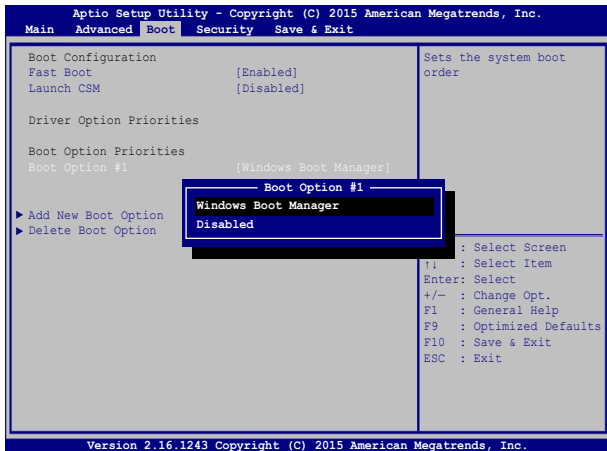 Aptio Setup Utility - Copyright (C) 2015 American Megatrends, Inc.
Main Advanced Boot Security Save & Exit
Boot Configuration
Fast Boot [Enabled]
Launch CSM [Disabled]
Driver Option Priorities
Boot Option Priorities
Boot Option #1 [Windows Boot Manager]
Add New Boot Option
Delete Boot Option
Boot Option #1
Windows Boot Manager
Disabled
Sets the system boot
order
: Select Screen
↑↓ : Select Item
Enter: Select
+/— : Change Opt.
F1 : General Help
F9 : Optimized Defaults
F10 : Save & Exit
ESC : Exit
Version 2.16.1243 Copyright (C) 2015 American Megatrends, Inc.